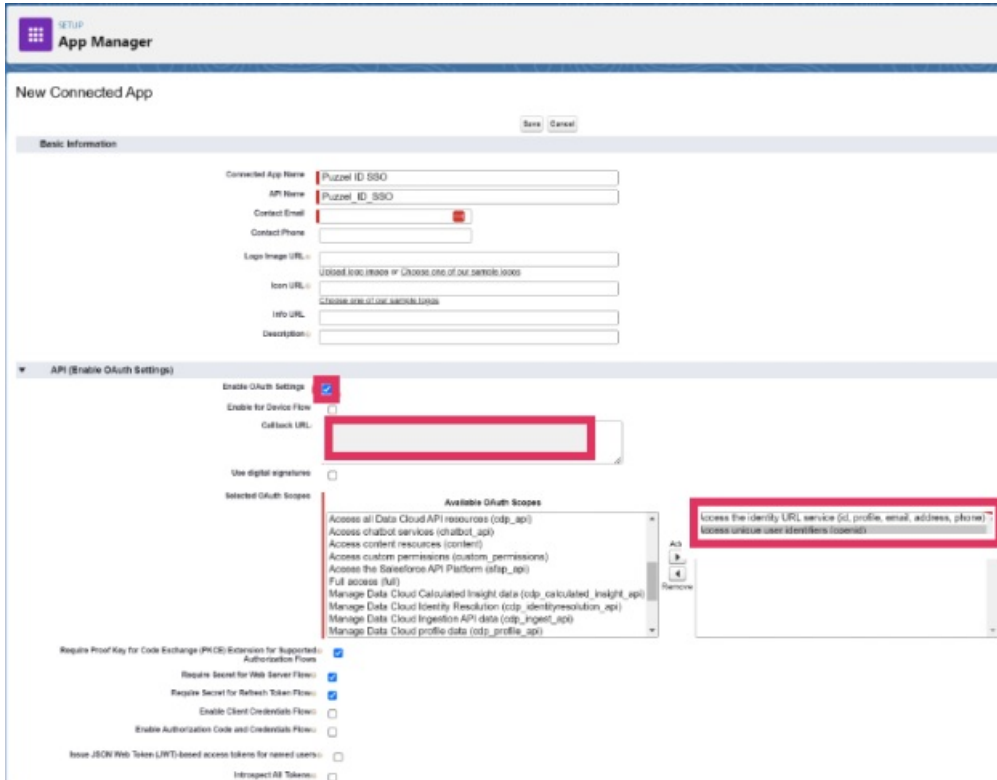 SETUP
App Manager
New Connected App
Save Cancel
Basic Information
Connected App Name Puzzel ID SSO
API Name Puzzel_ID_SSO
Contact Email
Contact Phone
Logo Image URL
Upload logo image or Choose one of our sample logos
Icon URL
Choose one of our sample logos
Info URL
Description
API (Enable OAuth Settings)
Enable OAuth Settings
Enable for Device Flow
Callback URL
Use digital signatures
Selected OAuth Scopes
Available OAuth Scopes
Access all Data Cloud API resources (cdp_api)
Access chatbot services (chatbot_api)
Access content resources (content)
Access custom permissions (custom_permissions)
Access the Salesforce API Platform (sfap_api)
Full access (full)
Manage Data Cloud Calculated Insight data (cdp_calculated_insight_api)
Manage Data Cloud Identity Resolution (cdp_identityresolution_api)
Manage Data Cloud Ingestion API data (cdp_ingest_api)
Manage Data Cloud profile data (cdp_profile_api)
Remove
Access the identity URL service (id, profile, email, address, phone)
Access unique user identifiers (openid)
Require Proof Key for Code Exchange (PKCE) Extension for Supported
Authorization Flows
Require Secret for Web Server Flow
Require Secret for Refresh Token Flow
Enable Client Credentials Flow
Enable Authorization Code and Credentials Flow
Issue JSON Web Token (JWT)-based access tokens for named users
Introspect All Tokens